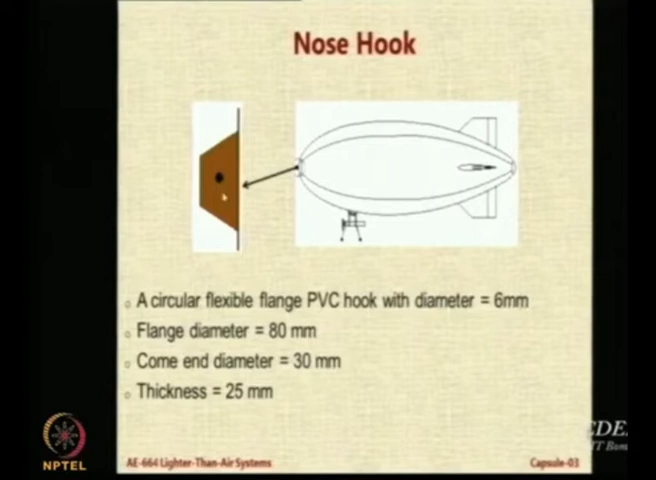 Nose Hook
A circular flexible flange PVC hook with diameter = 6mm
Flange diameter = 80 mm
Come end diameter = 30 mm
Thickness = 25 mm
NPTEL
AE-664 Lighter-Than-Air Systems
Capsule-03
CDE